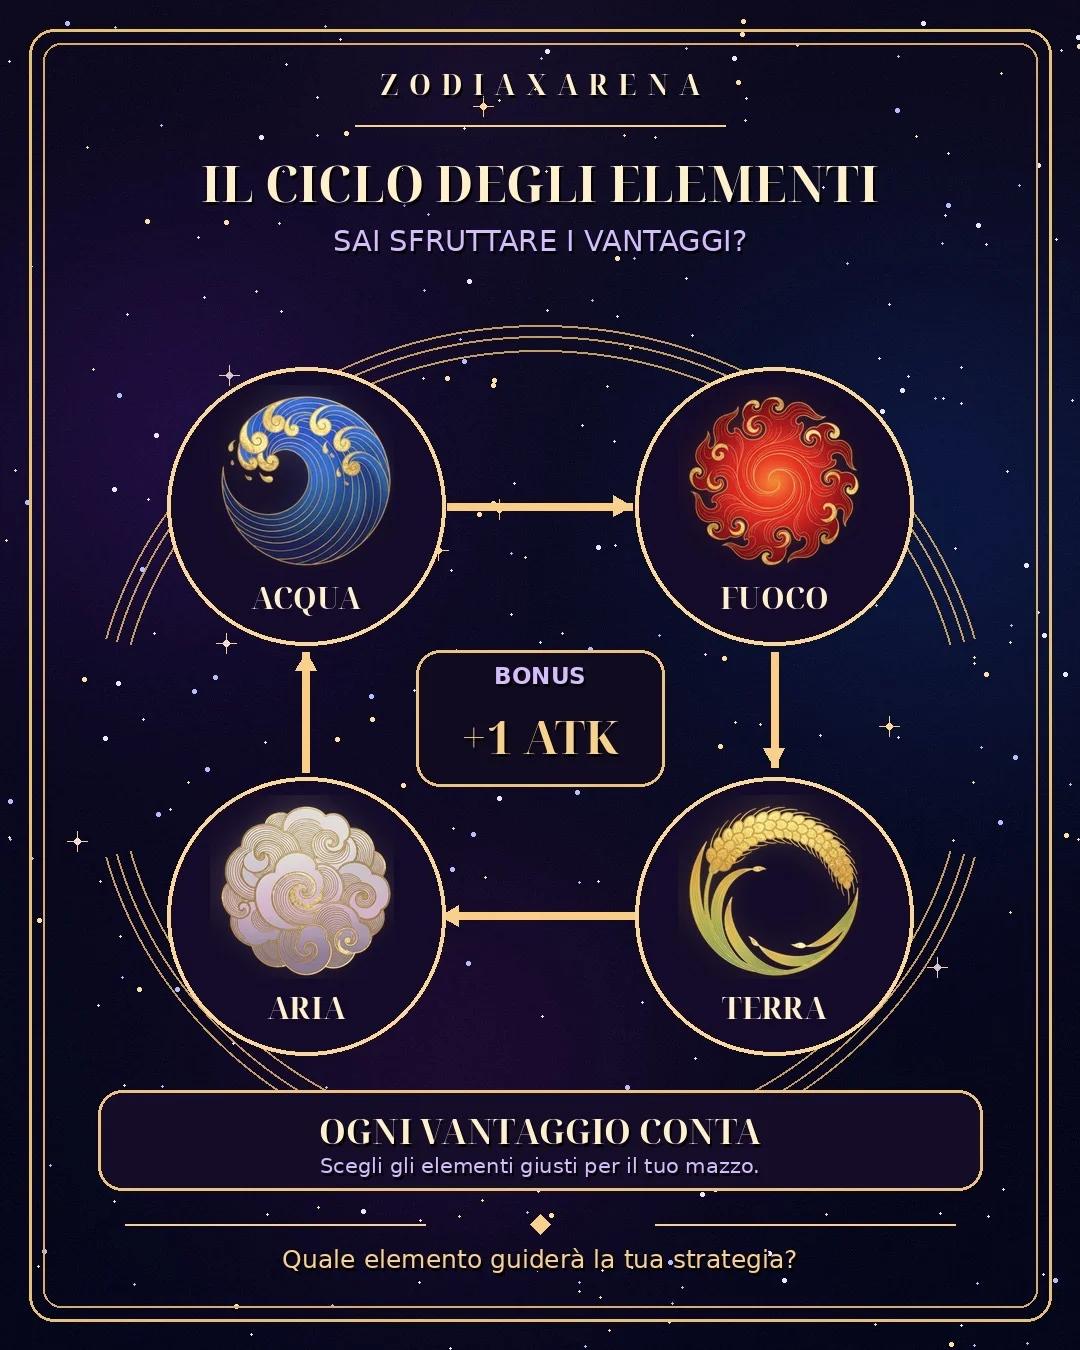 ZODIAXARENA
IL CICLO DEGLI ELEMENTI
SAI SFRUTTARE I VANTAGGI?
ACQUA
FUOCO
BONUS
+1 ATK
ARIA
TERRA
OGNI VANTAGGIO CONTA
Scegli gli elementi giusti per il tuo mazzo.
Quale elemento guiderà la tua strategia?